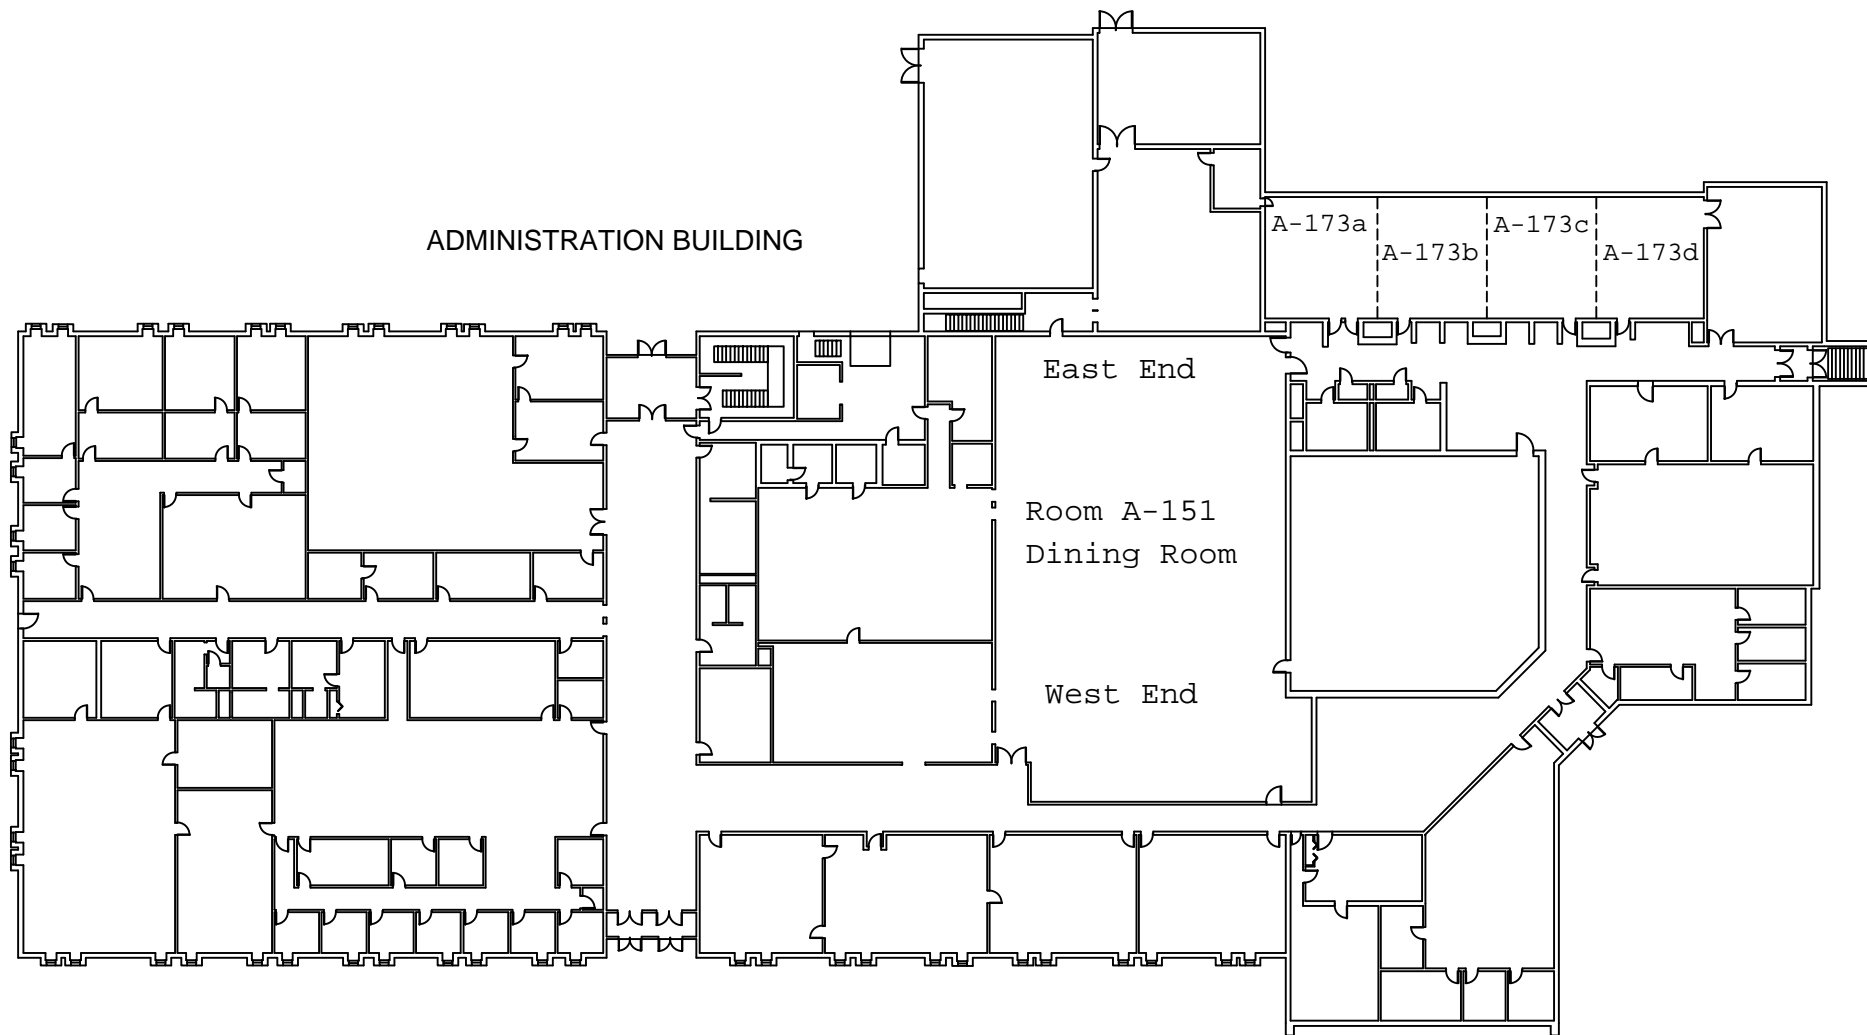 ADMINISTRATION BUILDING
A-173a
A-173b
A-173c
A-173d
East End
Room A-151
Dining Room
West End